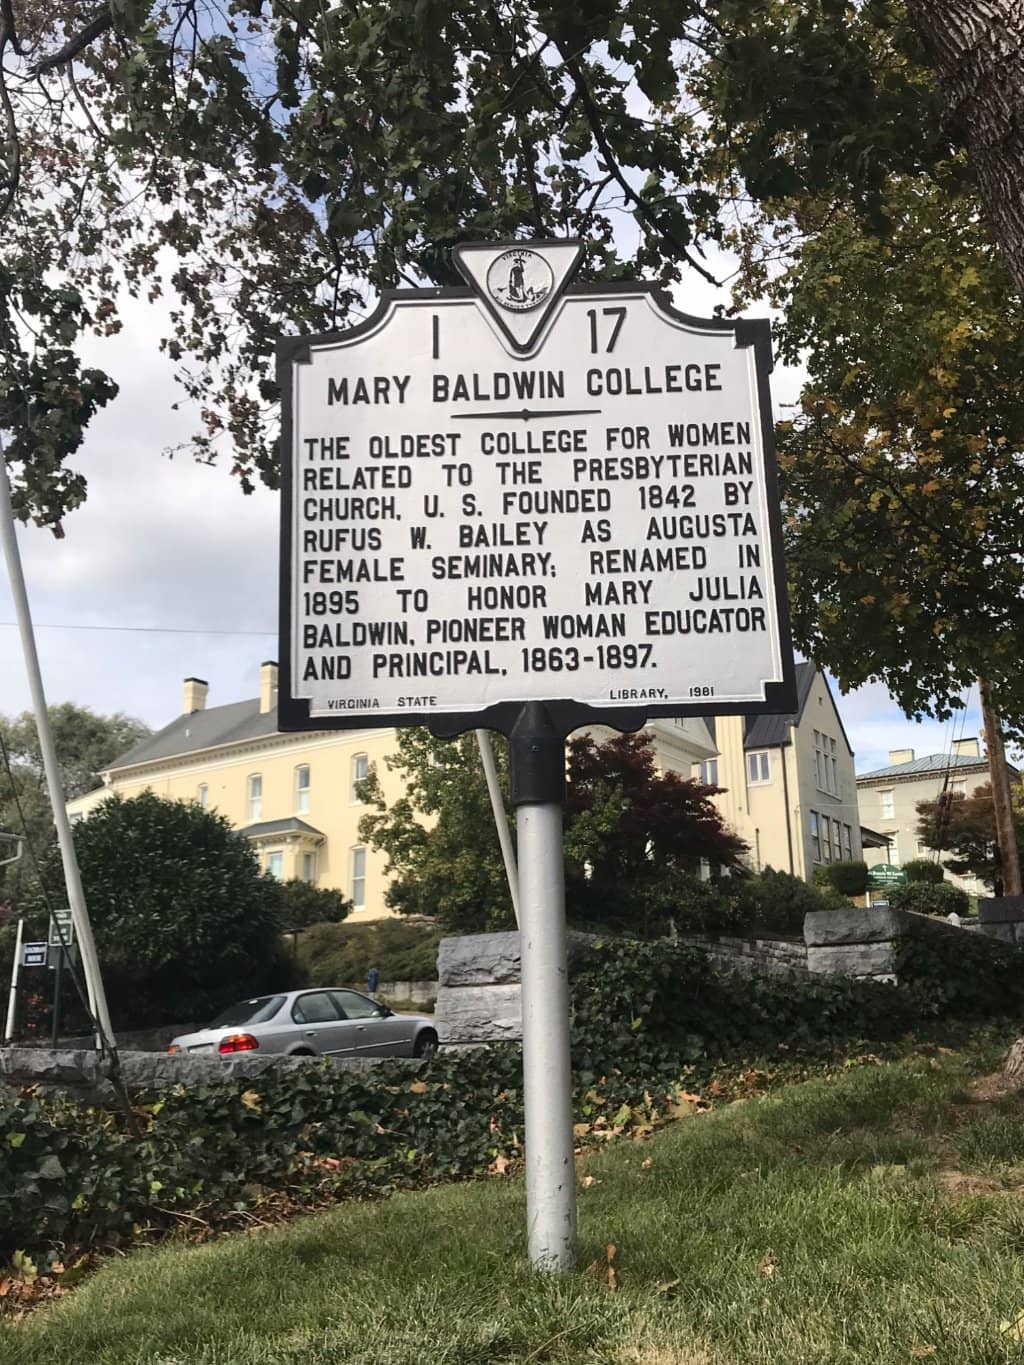 VIRGINIA
I 17
MARY BALDWIN COLLEGE
THE OLDEST COLLEGE FOR WOMEN
RELATED TO THE PRESBYTERIAN
CHURCH, U. S. FOUNDED 1842 BY
RUFUS W. BAILEY AS AUGUSTA
FEMALE SEMINARY; RENAMED IN
1895 TO HONOR MARY JULIA
BALDWIN, PIONEER WOMAN EDUCATOR
AND PRINCIPAL, 1863-1897.
VIRGINIA STATE LIBRARY, 1981